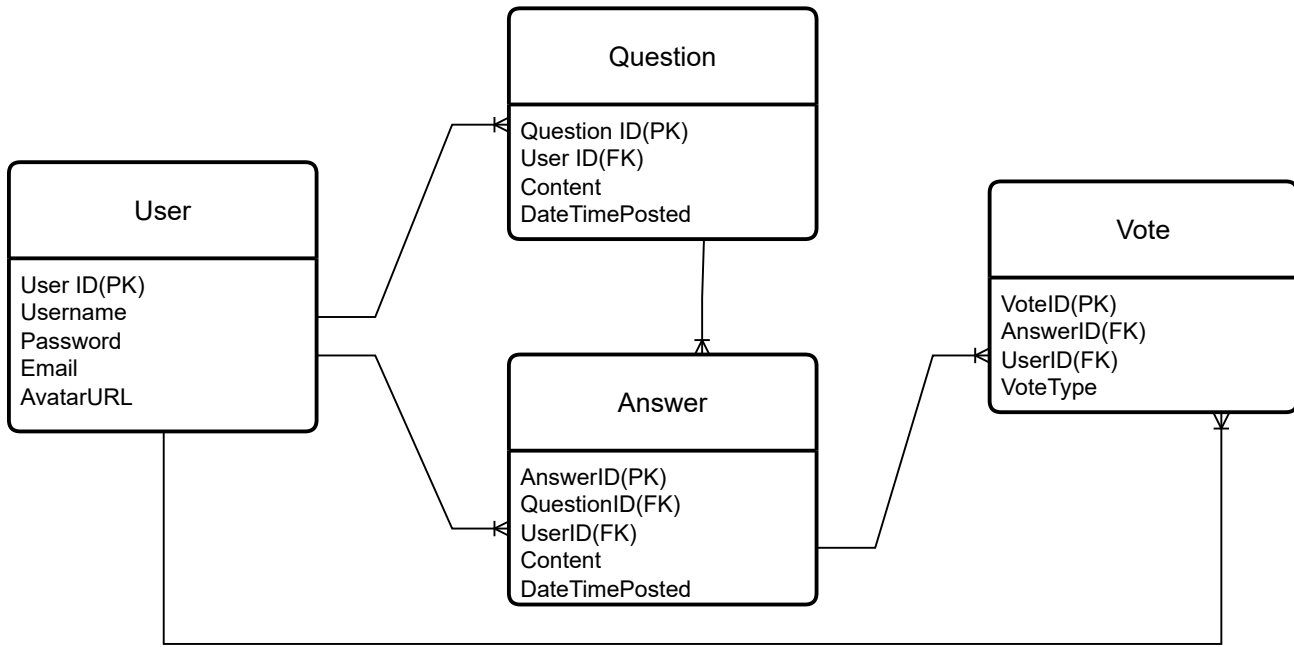 Question
Question ID(PK)
User ID(FK)
Content
DateTimePosted
User
User ID(PK)
Username
Password
Email
AvatarURL
Vote
VoteID(PK)
AnswerID(FK)
UserID(FK)
VoteType
Answer
AnswerID(PK)
QuestionID(FK)
UserID(FK)
Content
DateTimePosted